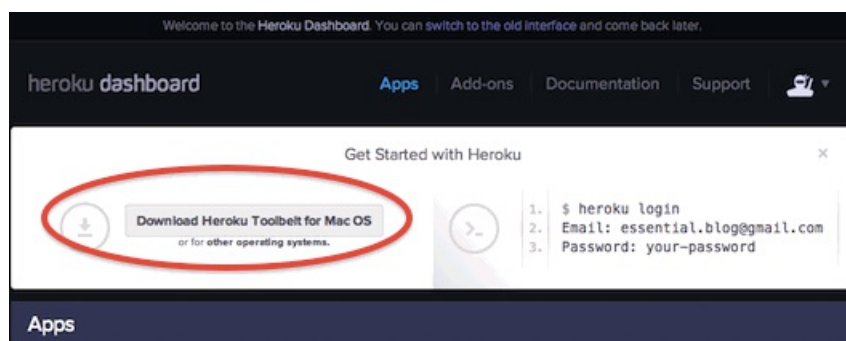 Welcome to the Heroku Dashboard. You can switch to the old interface and come back later.
heroku dashboard Apps Add-ons Documentation Support
Get Started with Heroku ×
Download Heroku Toolbelt for Mac OS
or for other operating systems.
1. $ heroku login
2. Email: essential.blog@gmail.com
3. Password: your-password
Apps